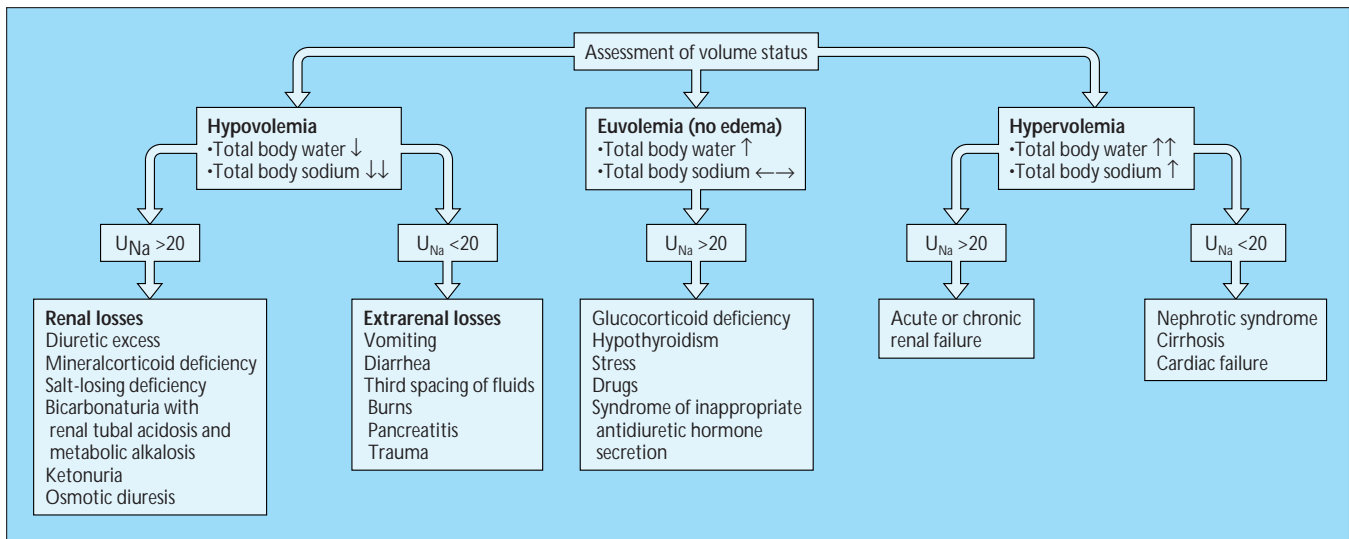 Assessment of volume status
Hypovolemia
•Total body water ↓
•Total body sodium ↓↓
Euvolemia (no edema)
•Total body water ↑
•Total body sodium ←→
Hypervolemia
•Total body water ↑↑
•Total body sodium ↑
UNa >20
UNa <20
UNa >20
UNa >20
UNa <20
Renal losses
Diuretic excess
Mineralcorticoid deficiency
Salt-losing deficiency
Bicarbonaturia with
renal tubal acidosis and
metabolic alkalosis
Ketonuria
Osmotic diuresis
Extrarenal losses
Vomiting
Diarrhea
Third spacing of fluids
Burns
Pancreatitis
Trauma
Glucocorticoid deficiency
Hypothyroidism
Stress
Drugs
Syndrome of inappropriate
antidiuretic hormone
secretion
Acute or chronic
renal failure
Nephrotic syndrome
Cirrhosis
Cardiac failure